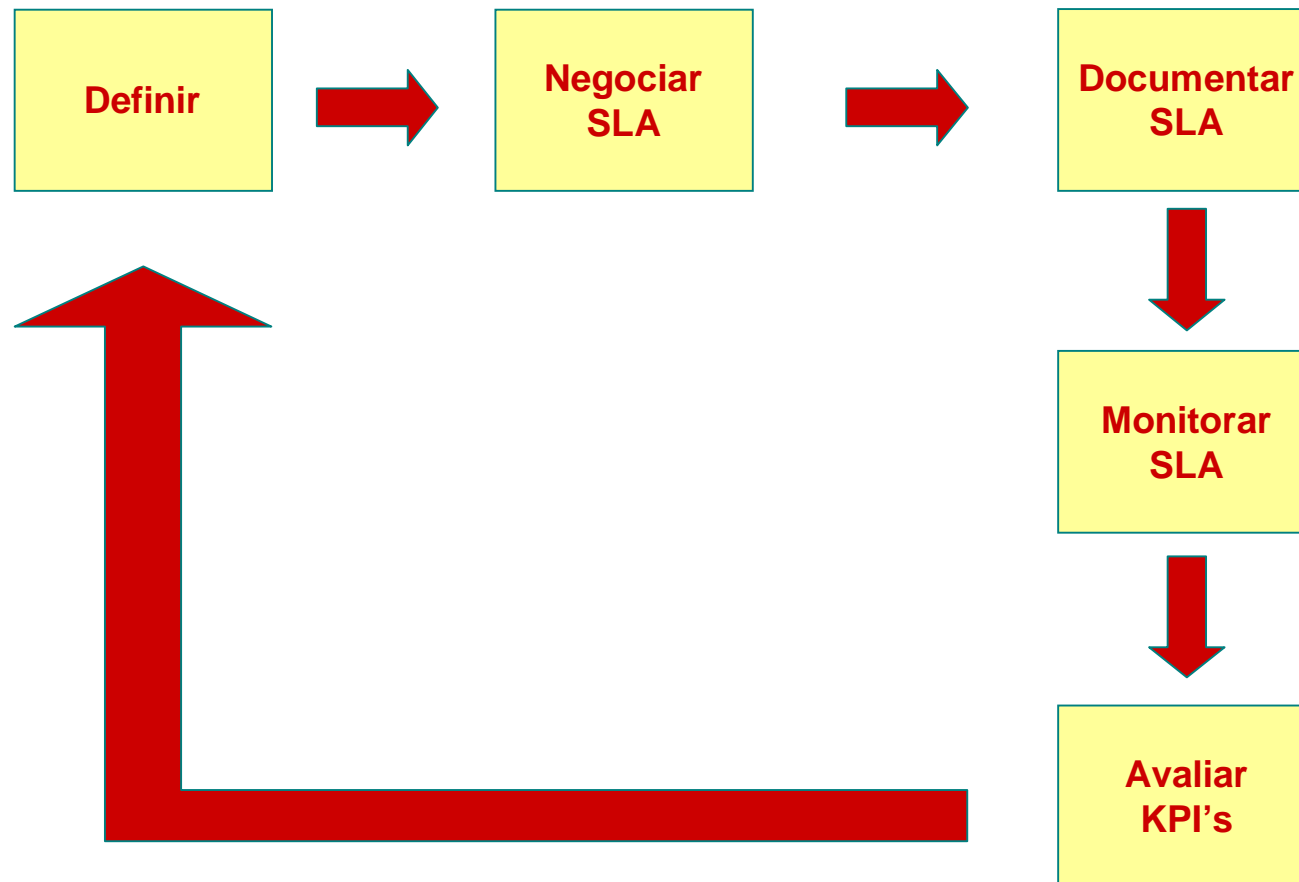 Definir
Negociar
SLA
Documentar
SLA
Monitorar
SLA
Avaliar
KPI’s